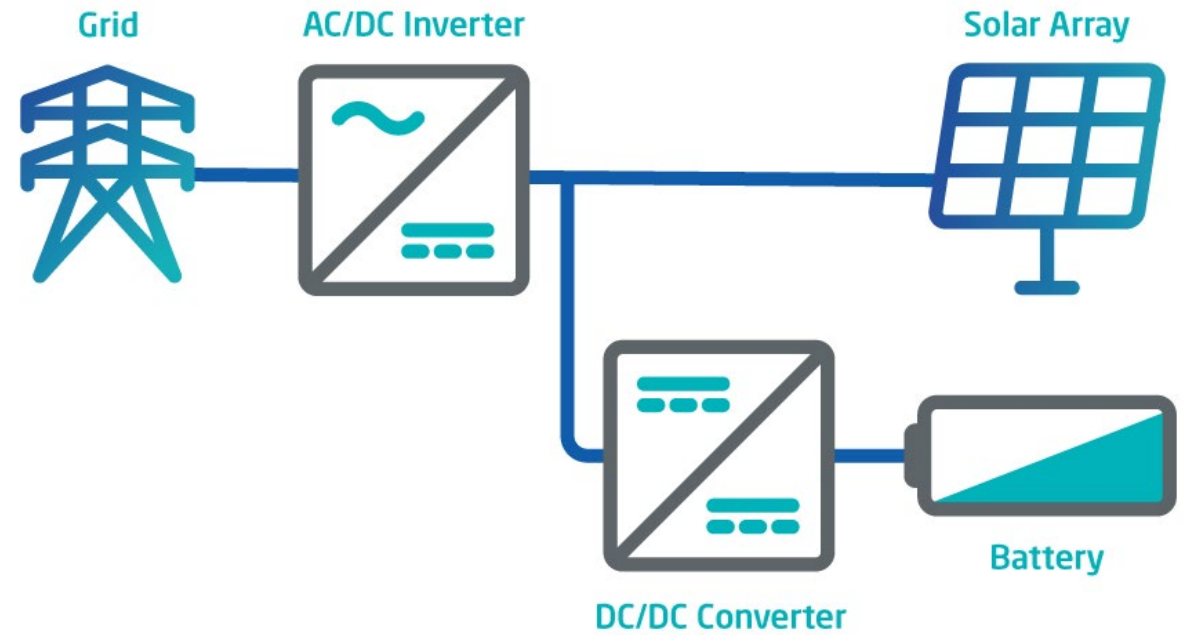 Grid
AC/DC Inverter
Solar Array
Battery
DC/DC Converter